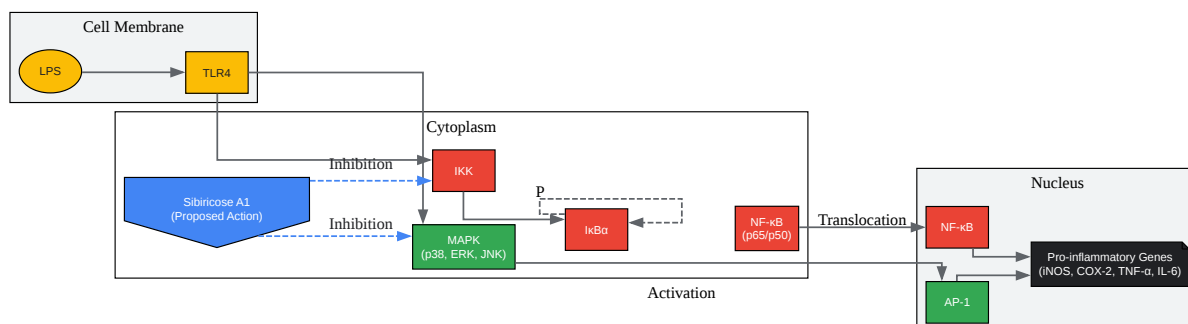 Cell Membrane
LPS
TLR4
Cytoplasm
Inhibition
IKK
Sibiricose A1
(Proposed Action)
P
IκBα
Inhibition
MAPK
(p38, ERK, JNK)
NF-κB
(p65/p50)
Translocation
Nucleus
NF-κB
Pro-inflammatory Genes
(iNOS, COX-2, TNF-α, IL-6)
Activation
AP-1